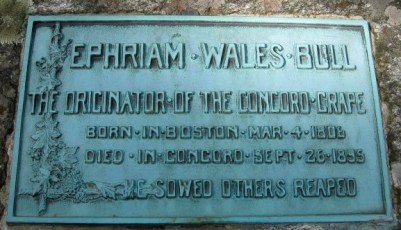 EPHRIAM·WALES·BULL
THE ORIGINATOR·OF THE CONCORD·GRAPE
BORN·IN·BOSTON·MAR·4·1806
DIED·IN·CONCORD·SEPT·26·1895
HE SOWED OTHERS REAPED